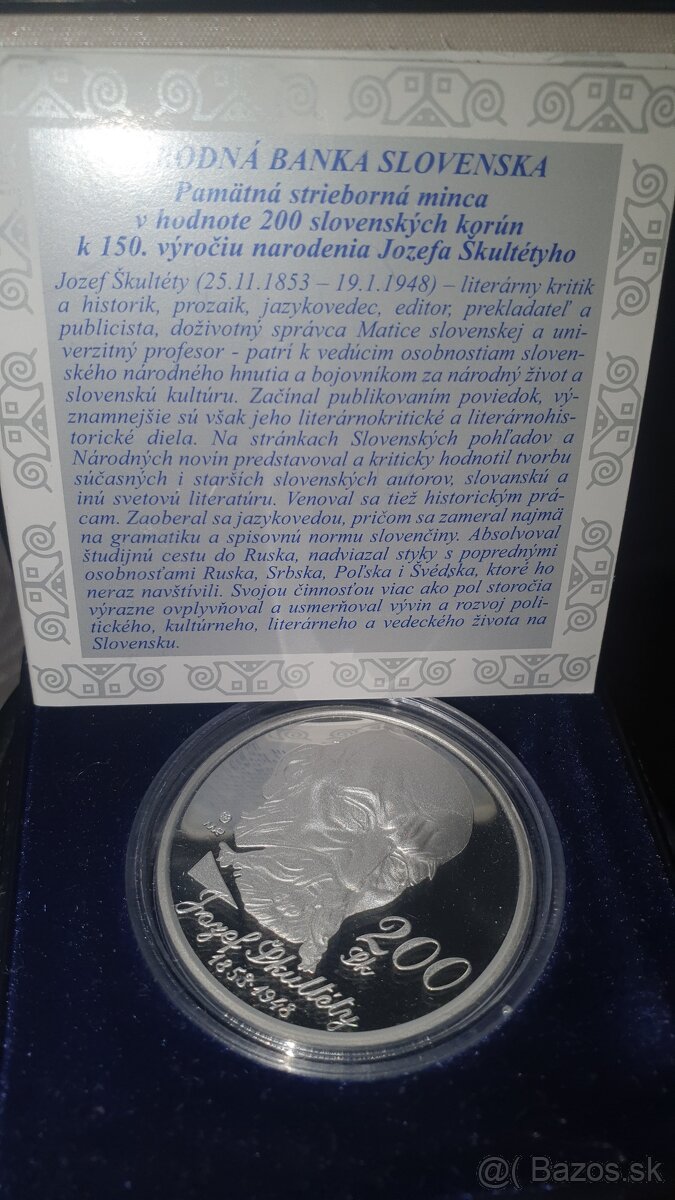 RODNÁ BANKA SLOVENSKA
Pamätná strieborná minca
v hodnote 200 slovenských korún
k 150. výročiu narodenia Jozefa Škultétyho
Jozef Škultéty (25.11.1853 – 19.1.1948) – literárny kritik
a historik, prozaik, jazykovedec, editor, prekladateľ a
publicista, doživotný správca Matice slovenskej a uni-
verzitný profesor - patrí k vedúcim osobnostiam sloven-
ského národného hnutia a bojovníkom za národný život a
slovenskú kultúru. Začínal publikovaním poviedok, vý-
znamnejšie sú však jeho literárnokritické a literárnohis-
torické diela. Na stránkach Slovenských pohľadov a
Národných novín predstavoval a kriticky hodnotil tvorbu
súčasných i starších slovenských autorov, slovanskú a
inú svetovú literatúru. Venoval sa tiež historickým prá-
cam. Zaoberal sa jazykovedou, pričom sa zameral najmä
na gramatiku a spisovnú normu slovenčiny. Absolvoval
študijnú cestu do Ruska, nadviazal styky s poprednými
osobnosťami Ruska, Srbska, Poľska i Švédska, ktoré ho
neraz navštívili. Svojou činnosťou viac ako pol storočia
výrazne ovplyvňoval a usmerňoval vývin a rozvoj poli-
tického, kultúrneho, literárneho a vedeckého života na
Slovensku.
200
Sk
Jozef Škultéty
1853-1948
@( Bazos.sk